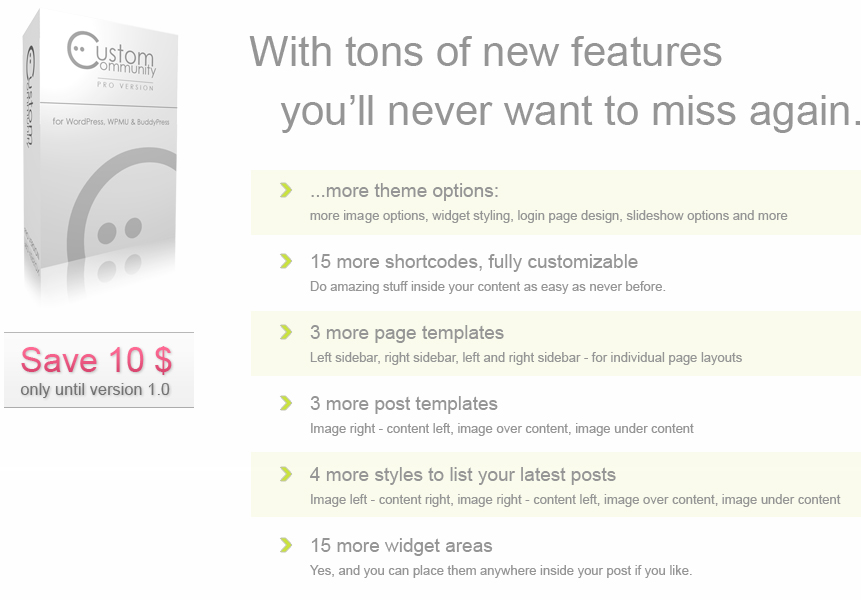 Custom
Community
PRO VERSION
for WordPress, WPMU & BuddyPress
Save 10 $
only until version 1.0
With tons of new features
you’ll never want to miss again.
...more theme options:
more image options, widget styling, login page design, slideshow options and more
15 more shortcodes, fully customizable
Do amazing stuff inside your content as easy as never before.
3 more page templates
Left sidebar, right sidebar, left and right sidebar - for individual page layouts
3 more post templates
Image right - content left, image over content, image under content
4 more styles to list your latest posts
Image left - content right, image right - content left, image over content, image under content
15 more widget areas
Yes, and you can place them anywhere inside your post if you like.